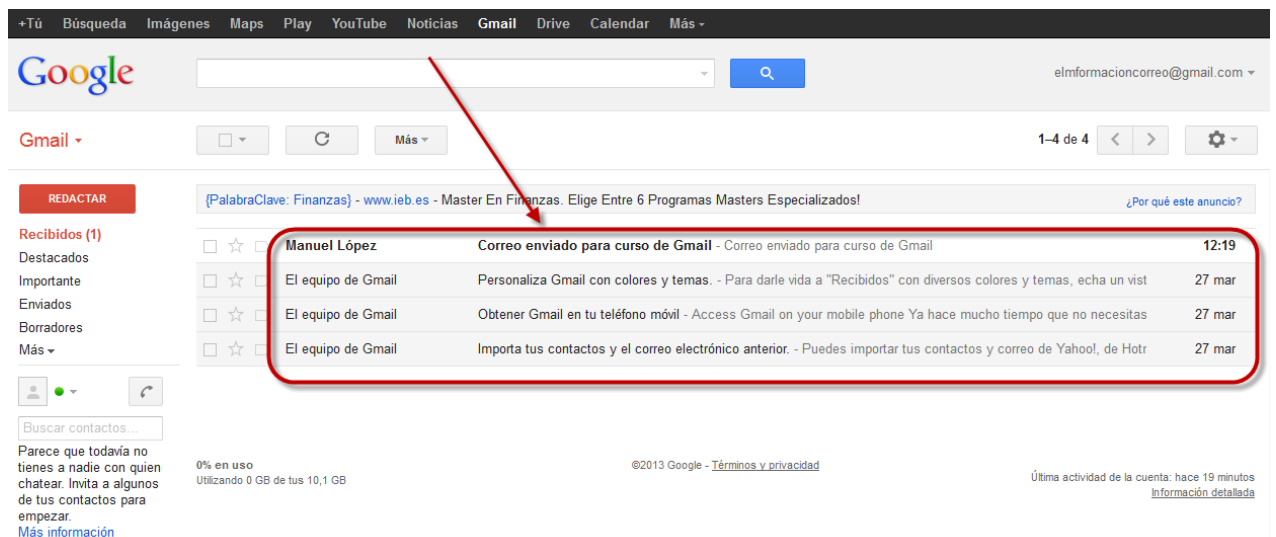 +Tú Búsqueda Imágenes Maps Play YouTube Noticias Gmail Drive Calendar Más
Google
elmformacioncorreo@gmail.com
Gmail
Más
1–4 de 4
REDACTAR
{PalabraClave: Finanzas} - www.ieb.es - Master En Finanzas. Elige Entre 6 Programas Masters Especializados!
¿Por qué este anuncio?
Recibidos (1)
Destacados
Importante
Enviados
Borradores
Más
Manuel López Correo enviado para curso de Gmail - Correo enviado para curso de Gmail 12:19
El equipo de Gmail Personaliza Gmail con colores y temas. - Para darle vida a "Recibidos" con diversos colores y temas, echa un vist 27 mar
El equipo de Gmail Obtener Gmail en tu teléfono móvil - Access Gmail on your mobile phone Ya hace mucho tiempo que no necesitas 27 mar
El equipo de Gmail Importa tus contactos y el correo electrónico anterior. - Puedes importar tus contactos y correo de Yahoo!, de Hotr 27 mar
Buscar contactos...
Parece que todavía no
tienes a nadie con quien
chatear. Invita a algunos
de tus contactos para
empezar.
Más información
0% en uso
Utilizando 0 GB de tus 10,1 GB
©2013 Google - Términos y privacidad
Última actividad de la cuenta: hace 19 minutos
Información detallada